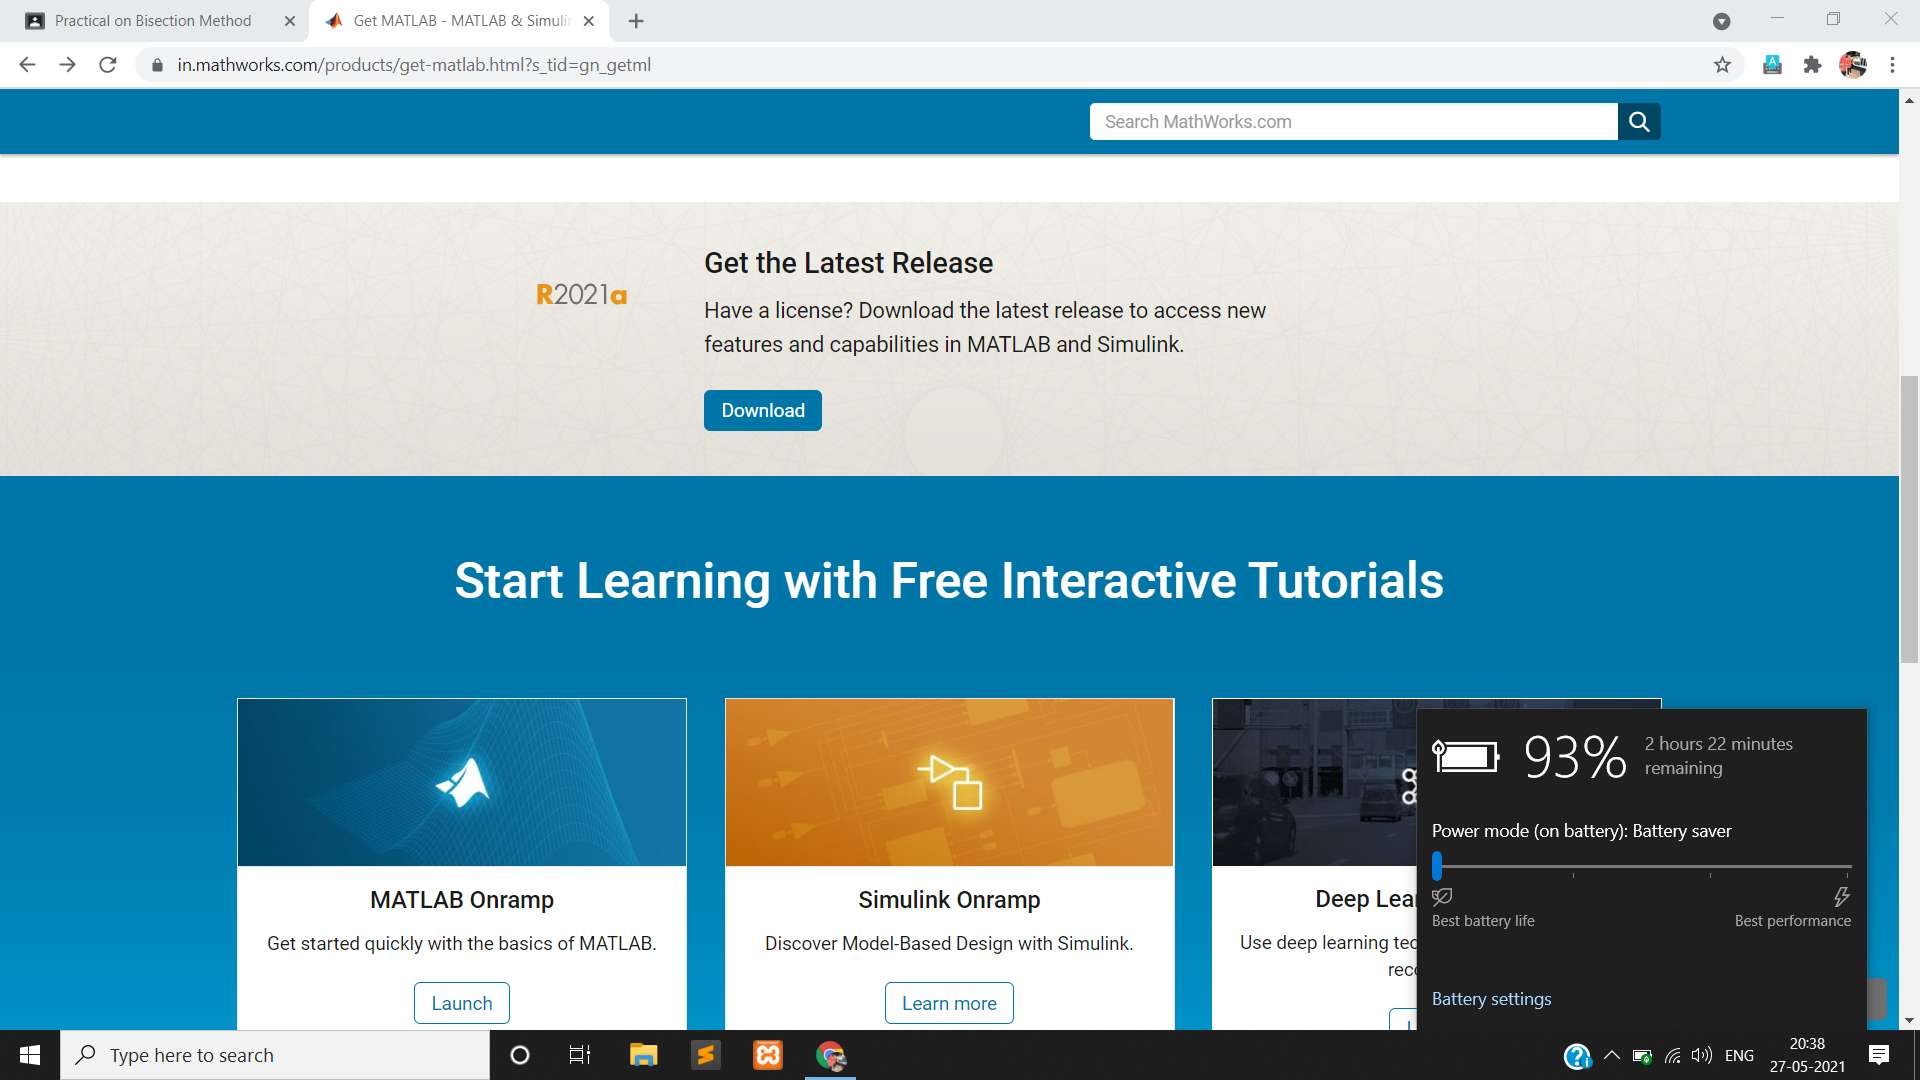 Practical on Bisection Method
Get MATLAB - MATLAB & Simulin
in.mathworks.com/products/get-matlab.html?s_tid=gn_getml
Search MathWorks.com
R2021a
Get the Latest Release
Have a license? Download the latest release to access new
features and capabilities in MATLAB and Simulink.
Download
Start Learning with Free Interactive Tutorials
MATLAB Onramp
Get started quickly with the basics of MATLAB.
Launch
Simulink Onramp
Discover Model-Based Design with Simulink.
Learn more
Deep Lear
Use deep learning tec
reco
93%
2 hours 22 minutes
remaining
Power mode (on battery): Battery saver
Best battery life
Best performance
Battery settings
Type here to search
ENG
20:38
27-05-2021